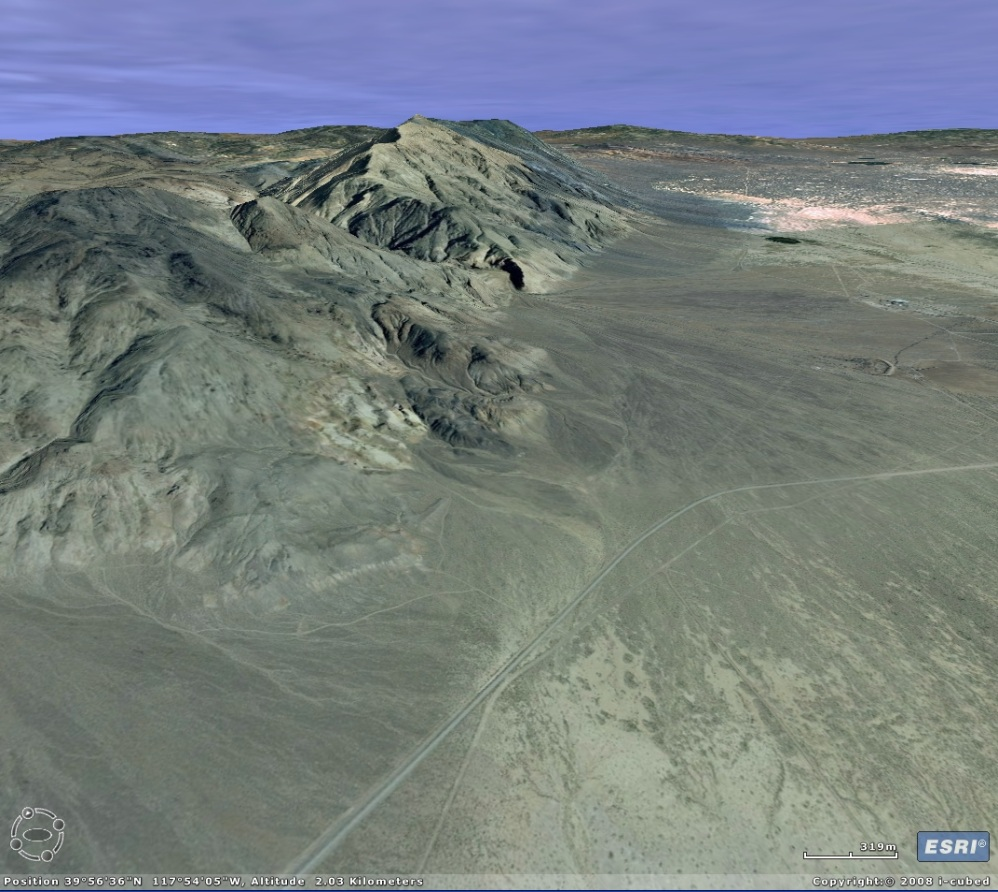 319m
ESRI®
Position 39°56'36"N 117°54'05"W, Altitude 2.03 Kilometers
Copyright:© 2008 i-cubed